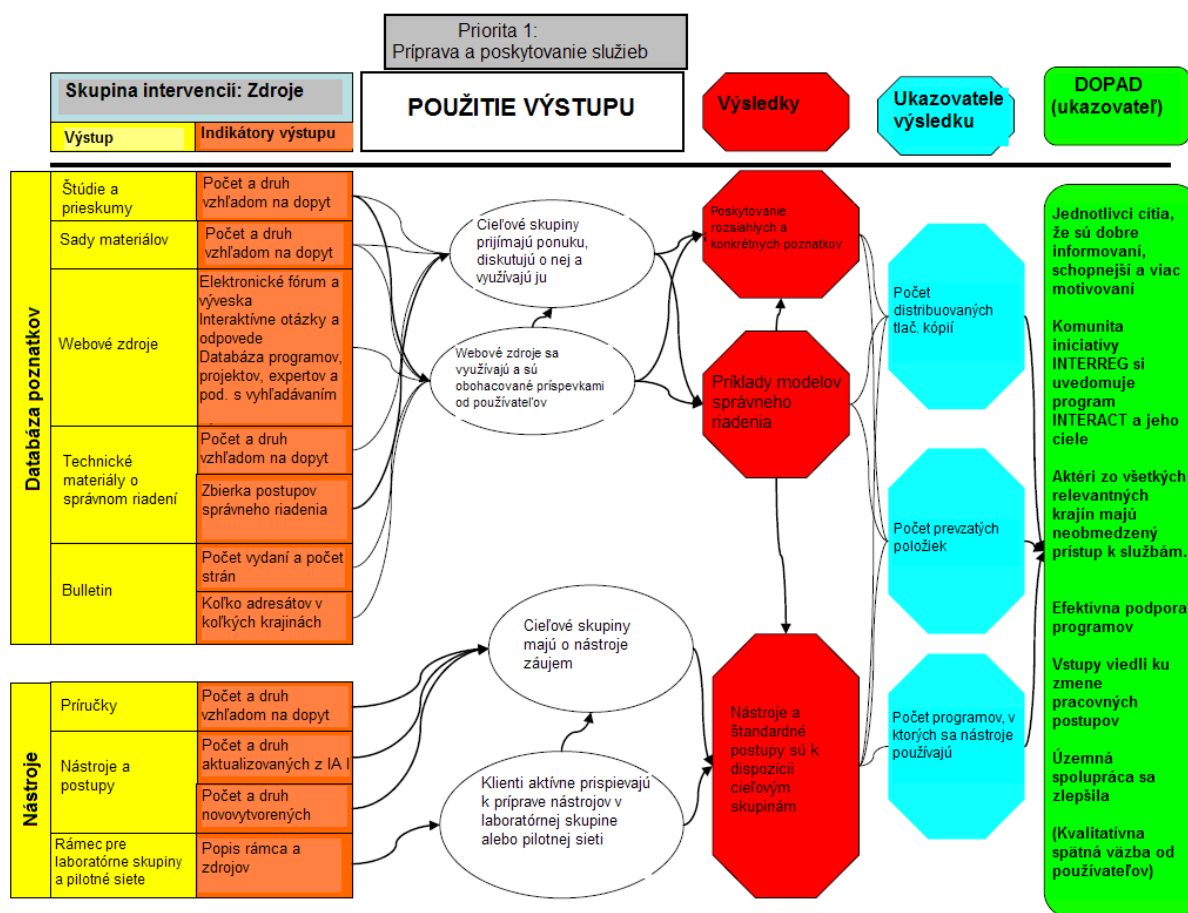 Priorita 1:
Príprava a poskytovanie služieb
Skupina intervencií: Zdroje
Výstup
Indikátory výstupu
POUŽITIE VÝSTUPU
Výsledky
Ukazovatele
výsledku
DOPAD
(ukazovateľ)
Databáza poznatkov
Štúdie a
prieskumy
Počet a druh
vzhľadom na dopyt
Sady materiálov
Počet a druh
vzhľadom na dopyt
Webové zdroje
Elektronické fórum a
výveska
Interaktívne otázky a
odpovede
Databáza programov,
projektov, expertov a
pod. s vyhľadávaním
Technické
materiály o
správnom riadení
Počet a druh
vzhľadom na dopyt
Zbierka postupov
správneho riadenia
Bulletin
Počet vydaní a počet
strán
Koľko adresátov v
koľkých krajinách
Nástroje
Príručky
Počet a druh
vzhľadom na dopyt
Nástroje a
postupy
Počet a druh
aktualizovaných z IA I
Počet a druh
novovytvorených
Rámec pre
laboratórne skupiny
a pilotné siete
Popis rámca a
zdrojov
Cieľové skupiny
prijímajú ponuku,
diskutujú o nej a
využívajú ju
Webové zdroje sa
využívajú a sú
obohacované príspevkami
od používateľov
Cieľové skupiny
majú o nástroje
záujem
Klienti aktívne prispievajú
k príprave nástrojov v
laboratórnej skupine
alebo pilotnej sieti
Poskytovanie
rozsiahlych a
konkrétnych poznatkov
Príklady modelov
správneho
riadenia
Nástroje a
štandardné
postupy sú k
dispozícii
cieľovým
skupinám
Počet
distribuovaných
tlač. kópií
Počet prevzatých
položiek
Počet programov, v
ktorých sa nástroje
používajú
Jednotlivci cítia,
že sú dobre
informovaní,
schopnejší a viac
motivovaní
Komunita
iniciatívy
INTERREG si
uvedomuje
program
INTERACT a jeho
ciele
Aktéri zo všetkých
relevantných
krajín majú
neobmedzený
prístup k službám.
Efektívna podpora
programov
Vstupy viedli ku
zmene
pracovných
postupov
Územná
spolupráca sa
zlepšila
(Kvalitatívna
spätná väzba od
používateľov)